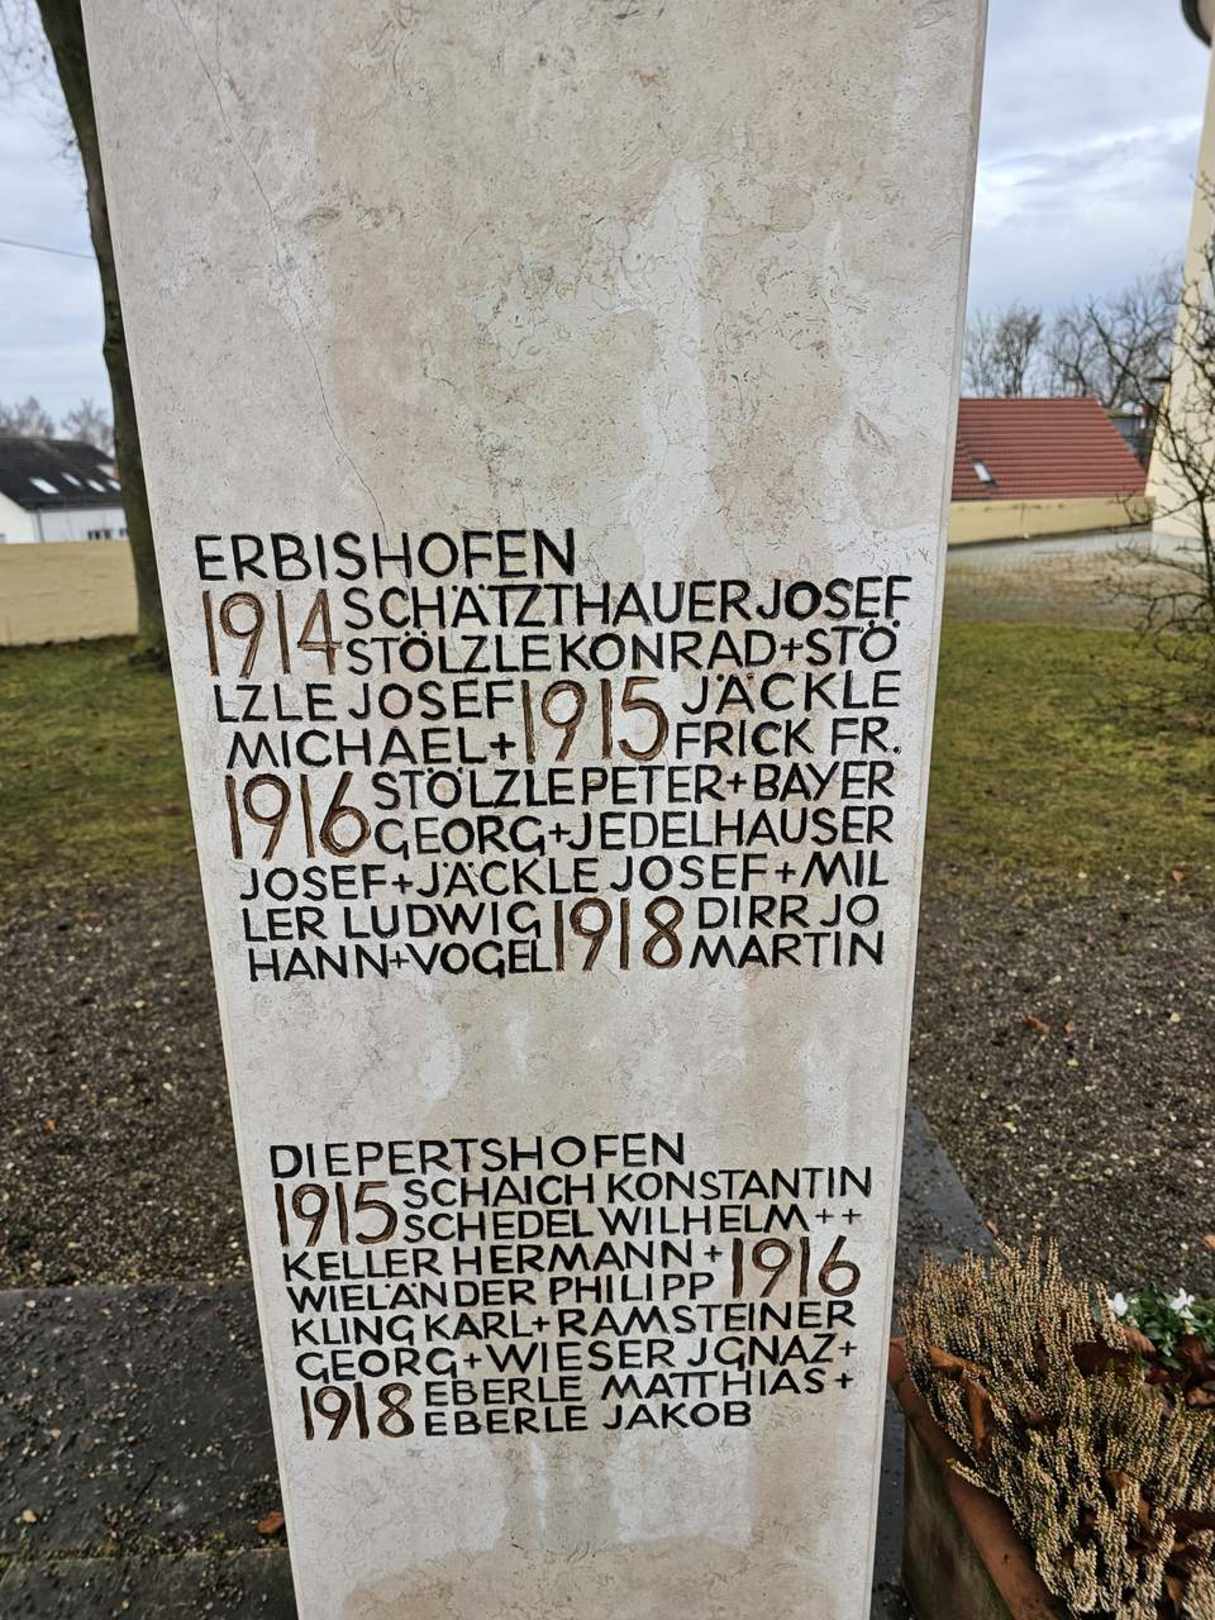 ERBISHOFEN
1914 SCHÄTZTHAUER JOSEF
STÖLZLE KONRAD + STÖ
LZLE JOSEF 1915 JÄCKLE
MICHAEL + FRICK FR.
1916 STÖLZLE PETER + BAYER
GEORG + JEDELHAUSER
JOSEF + JÄCKLE JOSEF + MIL
LER LUDWIG 1918 DIRR JO
HANN + VOGEL MARTIN
DIEPERTSHOFEN
1915 SCHAICH KONSTANTIN
SCHEDEL WILHELM + +
KELLER HERMANN + 1916
WIELÄNDER PHILIPP
KLING KARL + RAMSTEINER
GEORG + WIESER JGNAZ +
1918 EBERLE MATTHIAS +
EBERLE JAKOB